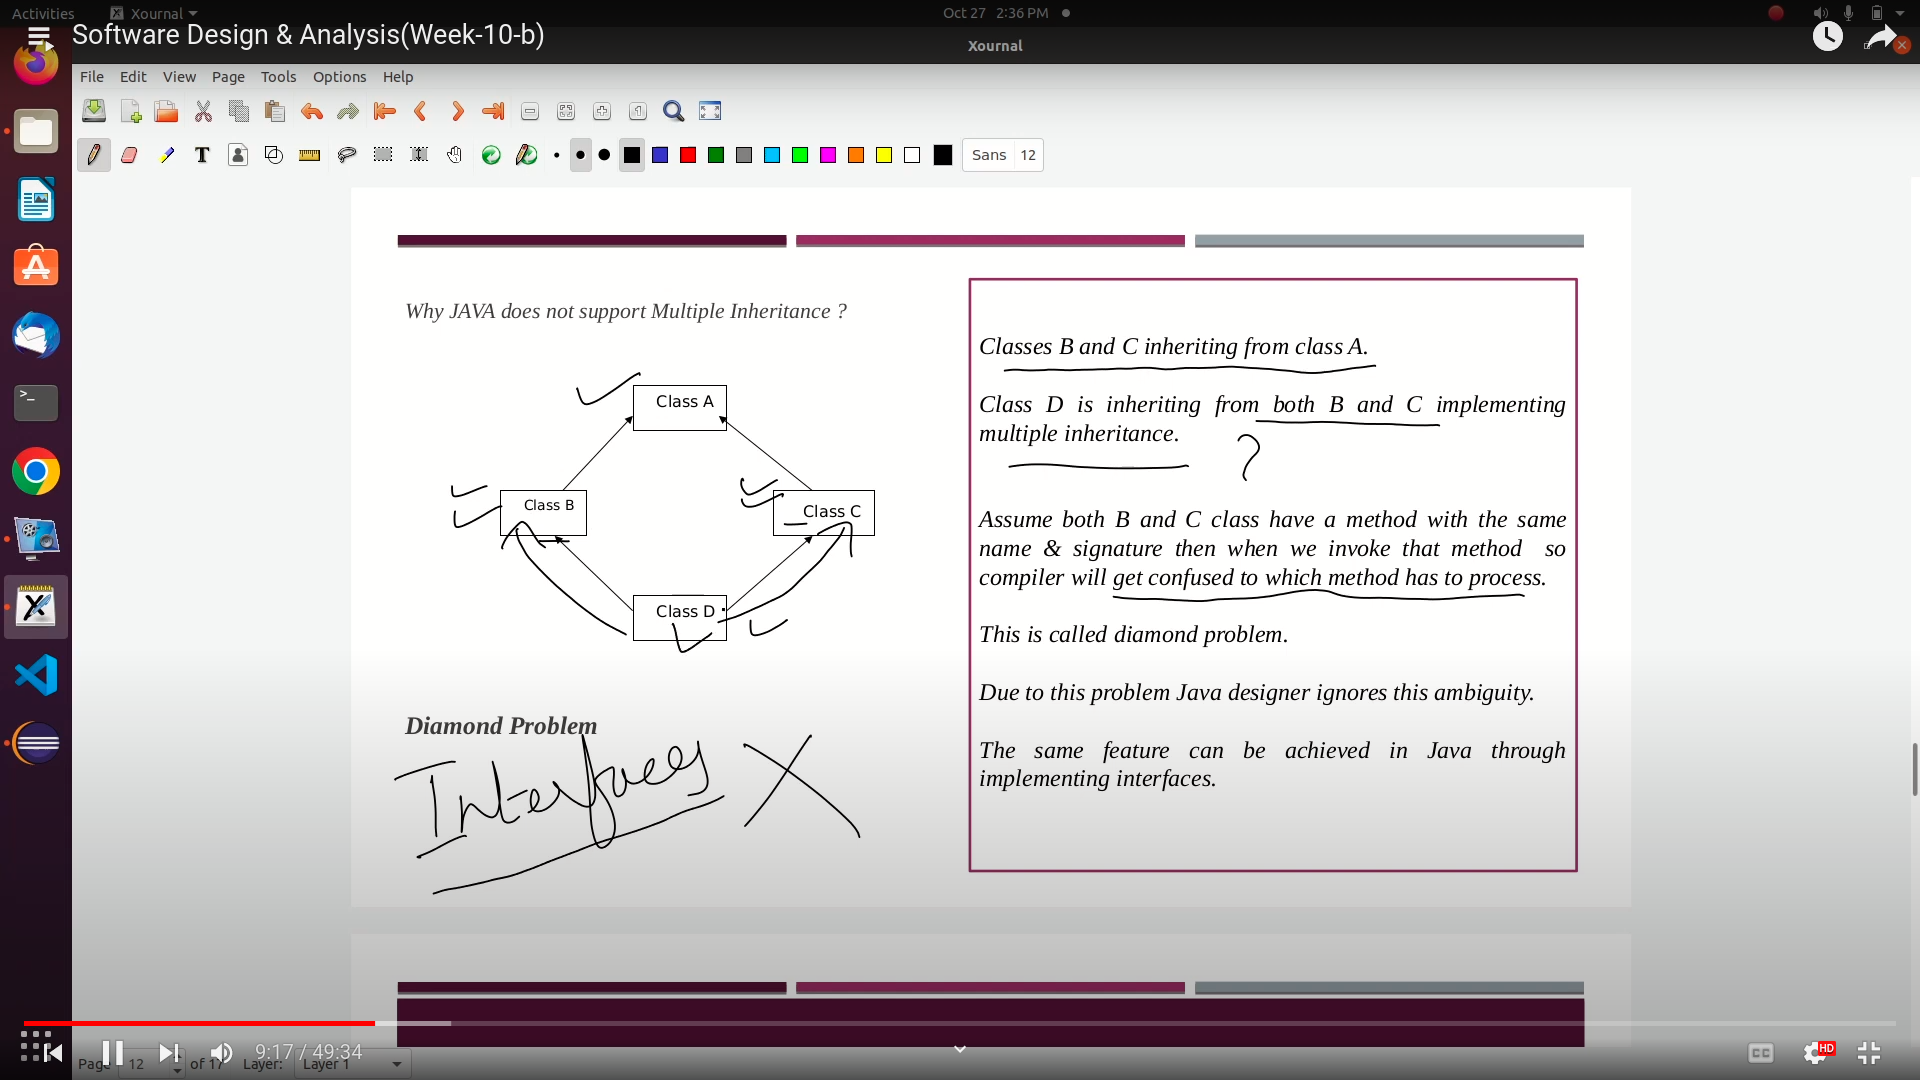 Activities Xournal Oct 27 2:36 PM
Software Design & Analysis(Week-10-b)
Xournal
File Edit View Page Tools Options Help
Sans 12
Why JAVA does not support Multiple Inheritance ?
Class A
Class B
Class C
Class D
Diamond Problem
Interfaces X
Classes B and C inheriting from class A.
Class D is inheriting from both B and C implementing
multiple inheritance.
?
Assume both B and C class have a method with the same
name & signature then when we invoke that method so
compiler will get confused to which method has to process.
This is called diamond problem.
Due to this problem Java designer ignores this ambiguity.
The same feature can be achieved in Java through
implementing interfaces.
9:17 / 49:34
CC HD
Page 12 of 17 Layer: Layer 1